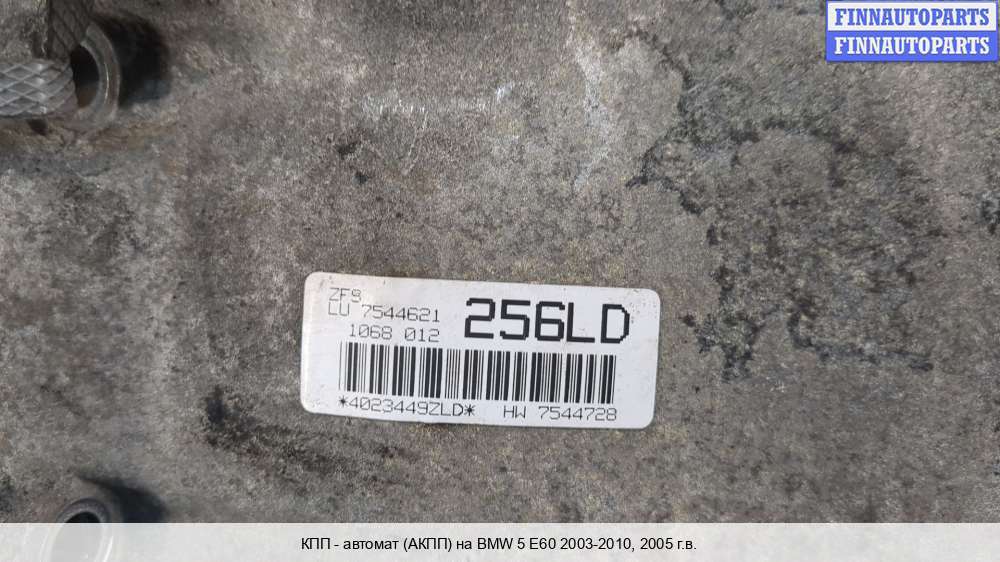 FINNAUTOPARTS
FINNAUTOPARTS
ZFS
LU 7544621
1068 012
256LD
*4023449ZLD* HW 7544728
КПП - автомат (АКПП) на BMW 5 E60 2003-2010, 2005 г.в.